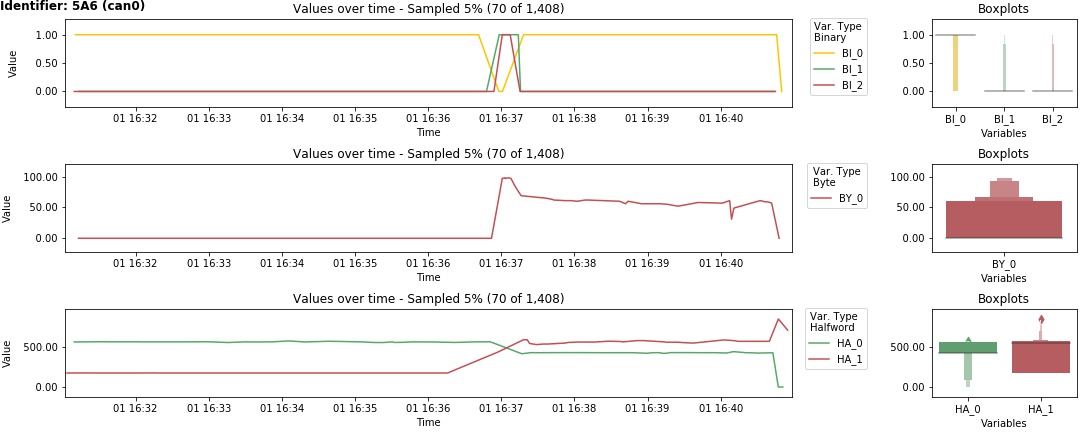 Identifier: 5A6 (can0)
Values over time - Sampled 5% (70 of 1,408)
Boxplots
Var. Type
Binary
BI_0
BI_1
BI_2
Value
1.00
0.50
0.00
01 16:32 01 16:33 01 16:34 01 16:35 01 16:36 01 16:37 01 16:38 01 16:39 01 16:40
Time
1.00
0.50
0.00
BI_0 BI_1 BI_2
Variables
Values over time - Sampled 5% (70 of 1,408)
Boxplots
Var. Type
Byte
BY_0
Value
100.00
50.00
0.00
01 16:32 01 16:33 01 16:34 01 16:35 01 16:36 01 16:37 01 16:38 01 16:39 01 16:40
Time
100.00
50.00
0.00
BY_0
Variables
Values over time - Sampled 5% (70 of 1,408)
Boxplots
Var. Type
Halfword
HA_0
HA_1
Value
500.00
0.00
01 16:32 01 16:33 01 16:34 01 16:35 01 16:36 01 16:37 01 16:38 01 16:39 01 16:40
Time
500.00
0.00
HA_0 HA_1
Variables